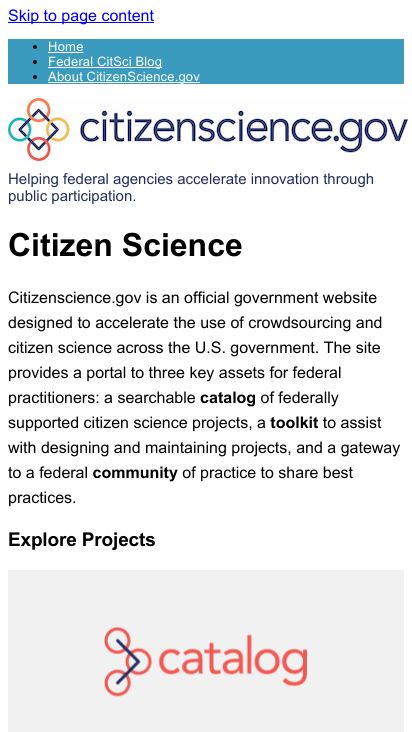 Skip to page content
Home
Federal CitSci Blog
About CitizenScience.gov
citizenscience.gov
Helping federal agencies accelerate innovation through
public participation.
Citizen Science
Citizenscience.gov is an official government website
designed to accelerate the use of crowdsourcing and
citizen science across the U.S. government. The site
provides a portal to three key assets for federal
practitioners: a searchable catalog of federally
supported citizen science projects, a toolkit to assist
with designing and maintaining projects, and a gateway
to a federal community of practice to share best
practices.
Explore Projects
catalog